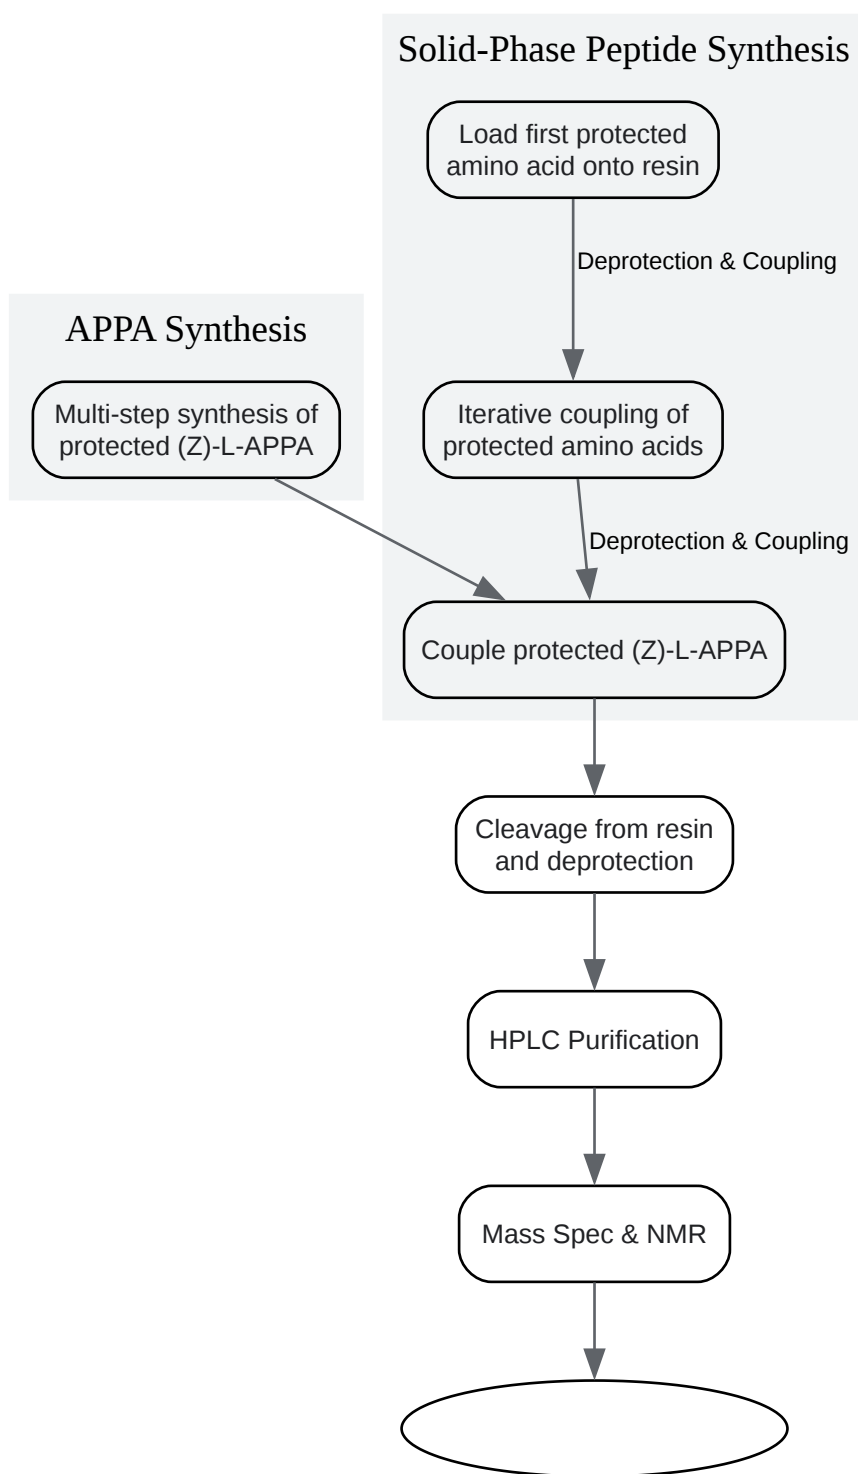 Solid-Phase Peptide Synthesis
Load first protected
amino acid onto resin
Deprotection & Coupling
APPA Synthesis
Multi-step synthesis of
protected (Z)-L-APPA
Iterative coupling of
protected amino acids
Deprotection & Coupling
Couple protected (Z)-L-APPA
Cleavage from resin
and deprotection
HPLC Purification
Mass Spec & NMR